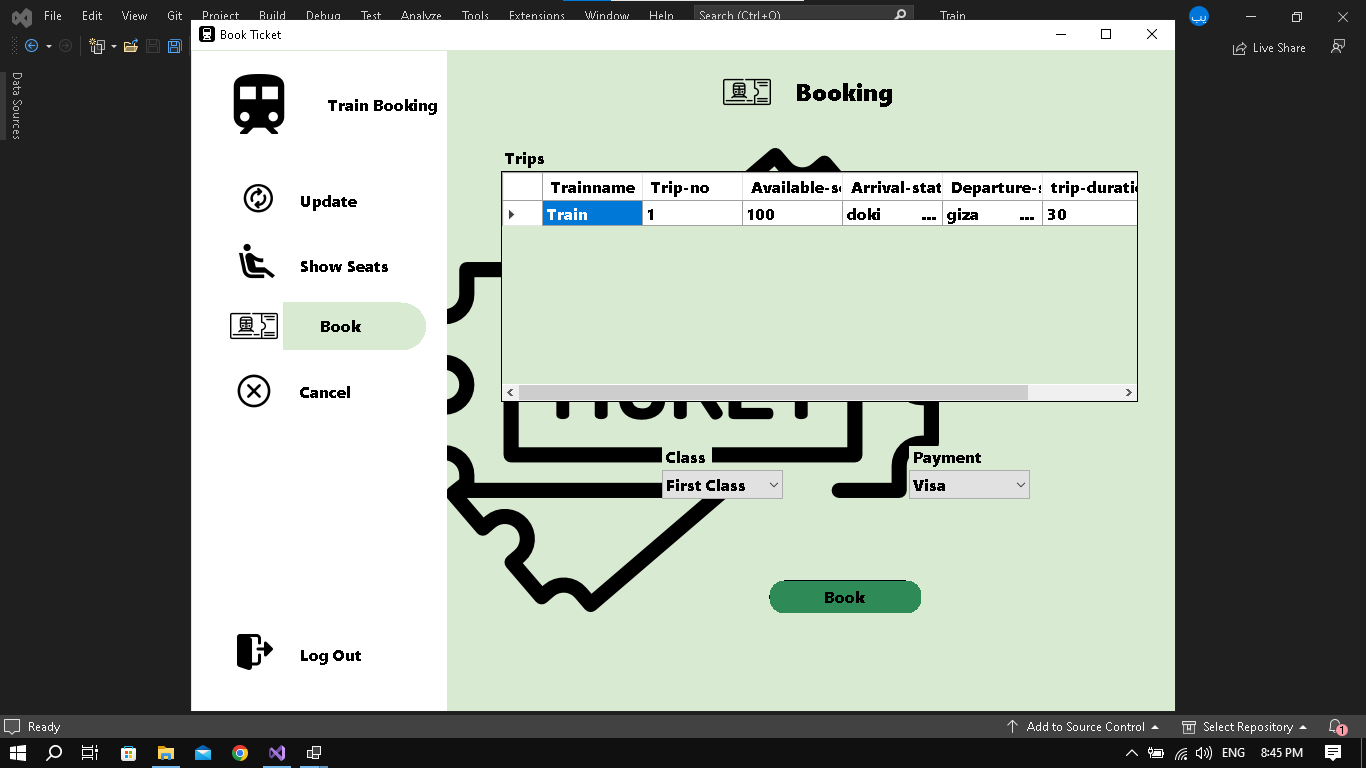 File Edit View Git Project Build Debug Test Analyze Tools Extensions Window Help Search (Ctrl+Q) Train يب
Live Share
Data Sources
Book Ticket
Train Booking
Update
Show Seats
Book
Cancel
Log Out
Booking
Trips
Trainname Trip-no Available-se Arrival-stat Departure-s trip-duratio
Train 1 100 doki ... giza ... 30
TICKET
Class Payment
First Class Visa
Book
Ready Add to Source Control Select Repository 1
ENG 8:45 PM